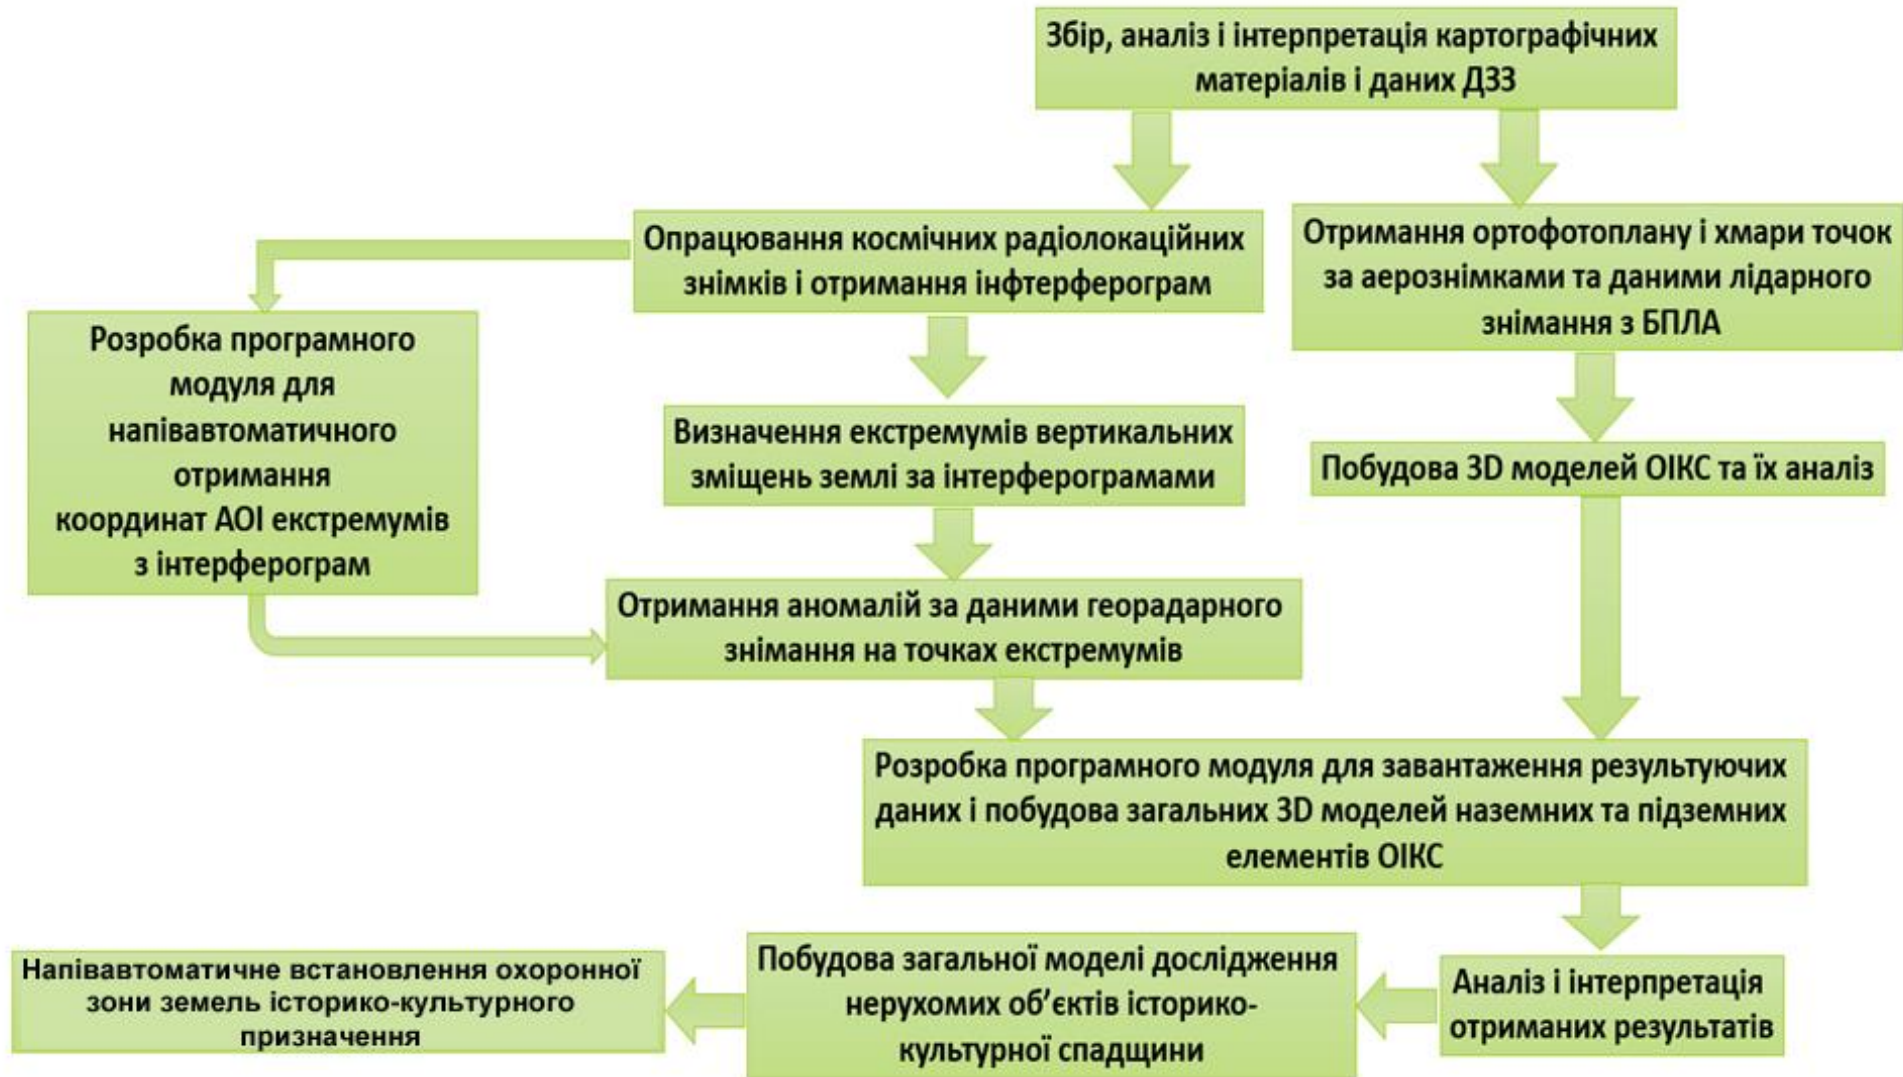 Збір, аналіз і інтерпретація картографічних
матеріалів і даних ДЗЗ
Опрацювання космічних радіолокаційних
знімків і отримання інфтерферограм
Отримання ортофотоплану і хмари точок
за аерознімками та даними лідарного
знімання з БПЛА
Розробка програмного
модуля для
напівавтоматичного
отримання
координат АОІ екстремумів
з інтерферограм
Визначення екстремумів вертикальних
зміщень землі за інтерферограмами
Побудова 3D моделей ОІКС та їх аналіз
Отримання аномалій за даними георадарного
знімання на точках екстремумів
Розробка програмного модуля для завантаження результуючих
даних і побудова загальних 3D моделей наземних та підземних
елементів ОІКС
Аналіз і інтерпретація
отриманих результатів
Побудова загальної моделі дослідження
нерухомих об’єктів історико-
культурної спадщини
Напівавтоматичне встановлення охоронної
зони земель історико-культурного
призначення